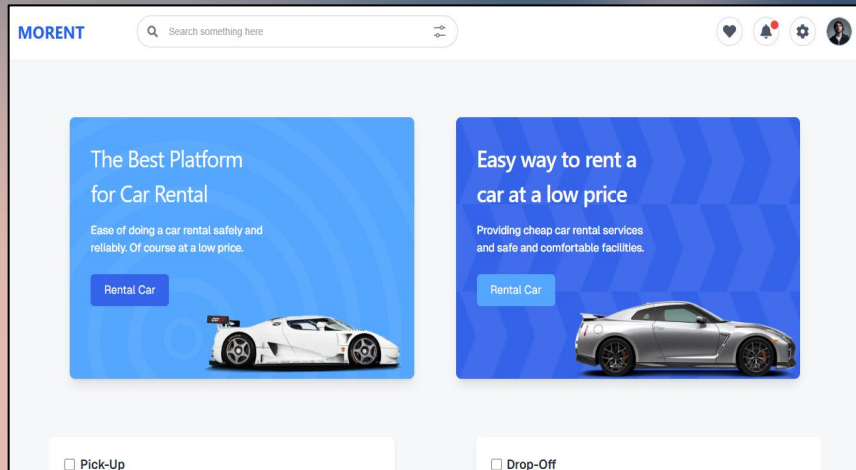 MORENT
Search something here
The Best Platform
for Car Rental
Ease of doing a car rental safely and
reliably. Of course at a low price.
Rental Car
Easy way to rent a
car at a low price
Providing cheap car rental services
and safe and comfortable facilities.
Rental Car
Pick-Up
Drop-Off